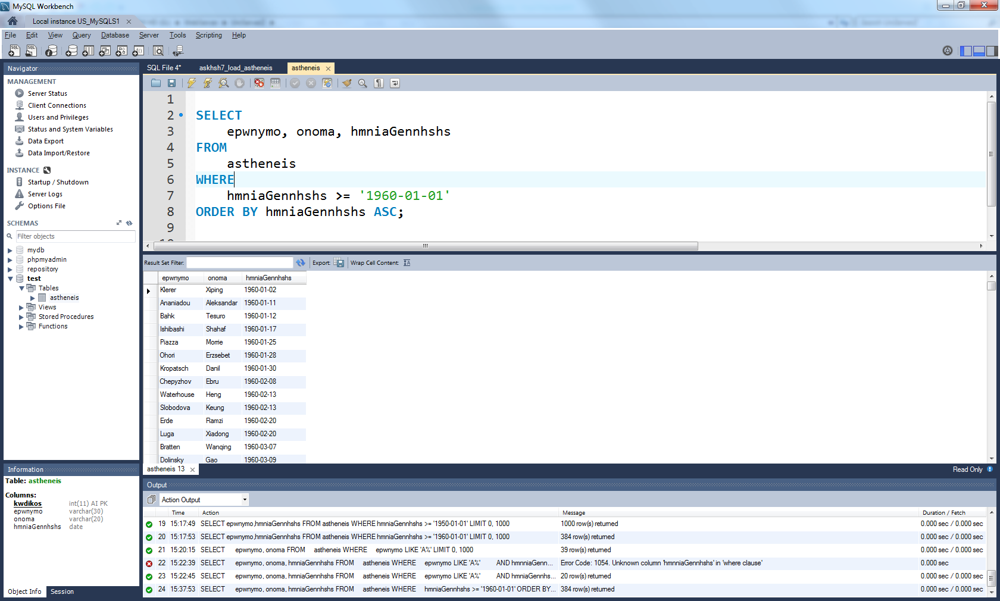 MySQL Workbench
Local instance US_MySQLS1
File Edit View Query Database Server Tools Scripting Help
Navigator
MANAGEMENT
Server Status
Client Connections
Users and Privileges
Status and System Variables
Data Export
Data Import/Restore
INSTANCE
Startup / Shutdown
Server Logs
Options File
SCHEMAS
Filter objects
mydb
phpmyadmin
repository
test
Tables
astheneis
Views
Stored Procedures
Functions
Information
Table: astheneis
Columns:
kwdikos int(11) AI PK
epwnymo varchar(30)
onoma varchar(20)
hmniaGennhshs date
Object Info Session
SQL File 4* askhsh7_load_astheneis astheneis
1
2 SELECT
3 epwnymo, onoma, hmniaGennhshs
4 FROM
5 astheneis
6 WHERE
7 hmniaGennhshs >= '1960-01-01'
8 ORDER BY hmniaGennhshs ASC;
9
Result Set Filter: Export: Wrap Cell Content:
epwnymo onoma hmniaGennhshs
Klerer Xiping 1960-01-02
Ananiadou Aleksandar 1960-01-11
Bahk Tesuro 1960-01-12
Ishibashi Shahaf 1960-01-17
Piazza Morrie 1960-01-25
Ohori Erzsebet 1960-01-28
Kropatsch Danil 1960-01-30
Chepyzhov Ebru 1960-02-08
Waterhouse Heng 1960-02-13
Slobodova Keung 1960-02-13
Erde Ramzi 1960-02-20
Luga Xiadong 1960-02-20
Bratten Wanqing 1960-03-07
Dolinsky Gao 1960-03-09
astheneis 13
Read Only
Output
Action Output
Time Action Message Duration / Fetch
19 15:17:49 SELECT epwnymo,hmniaGennhshs FROM astheneis WHERE hmniaGennhshs >= '1950-01-01' LIMIT 0, 1000 1000 row(s) returned 0.000 sec / 0.000 sec
20 15:17:53 SELECT epwnymo,hmniaGennhshs FROM astheneis WHERE hmniaGennhshs >= '1960-01-01' LIMIT 0, 1000 384 row(s) returned 0.000 sec / 0.000 sec
21 15:20:15 SELECT epwnymo, onoma FROM astheneis WHERE epwnymo LIKE 'A%' LIMIT 0, 1000 39 row(s) returned 0.000 sec / 0.000 sec
22 15:22:39 SELECT epwnymo, onoma, hmniaGennhshs FROM astheneis WHERE epwnymo LIKE 'A%' AND hmnniaGenn... Error Code: 1054. Unknown column 'hmnniaGennhshs' in 'where clause' 0.000 sec
23 15:22:45 SELECT epwnymo, onoma, hmniaGennhshs FROM astheneis WHERE epwnymo LIKE 'A%' AND hmniaGennhs... 20 row(s) returned 0.000 sec / 0.000 sec
24 15:37:53 SELECT epwnymo, onoma, hmniaGennhshs FROM astheneis WHERE hmniaGennhshs >= '1960-01-01' ORDER BY... 384 row(s) returned 0.000 sec / 0.000 sec